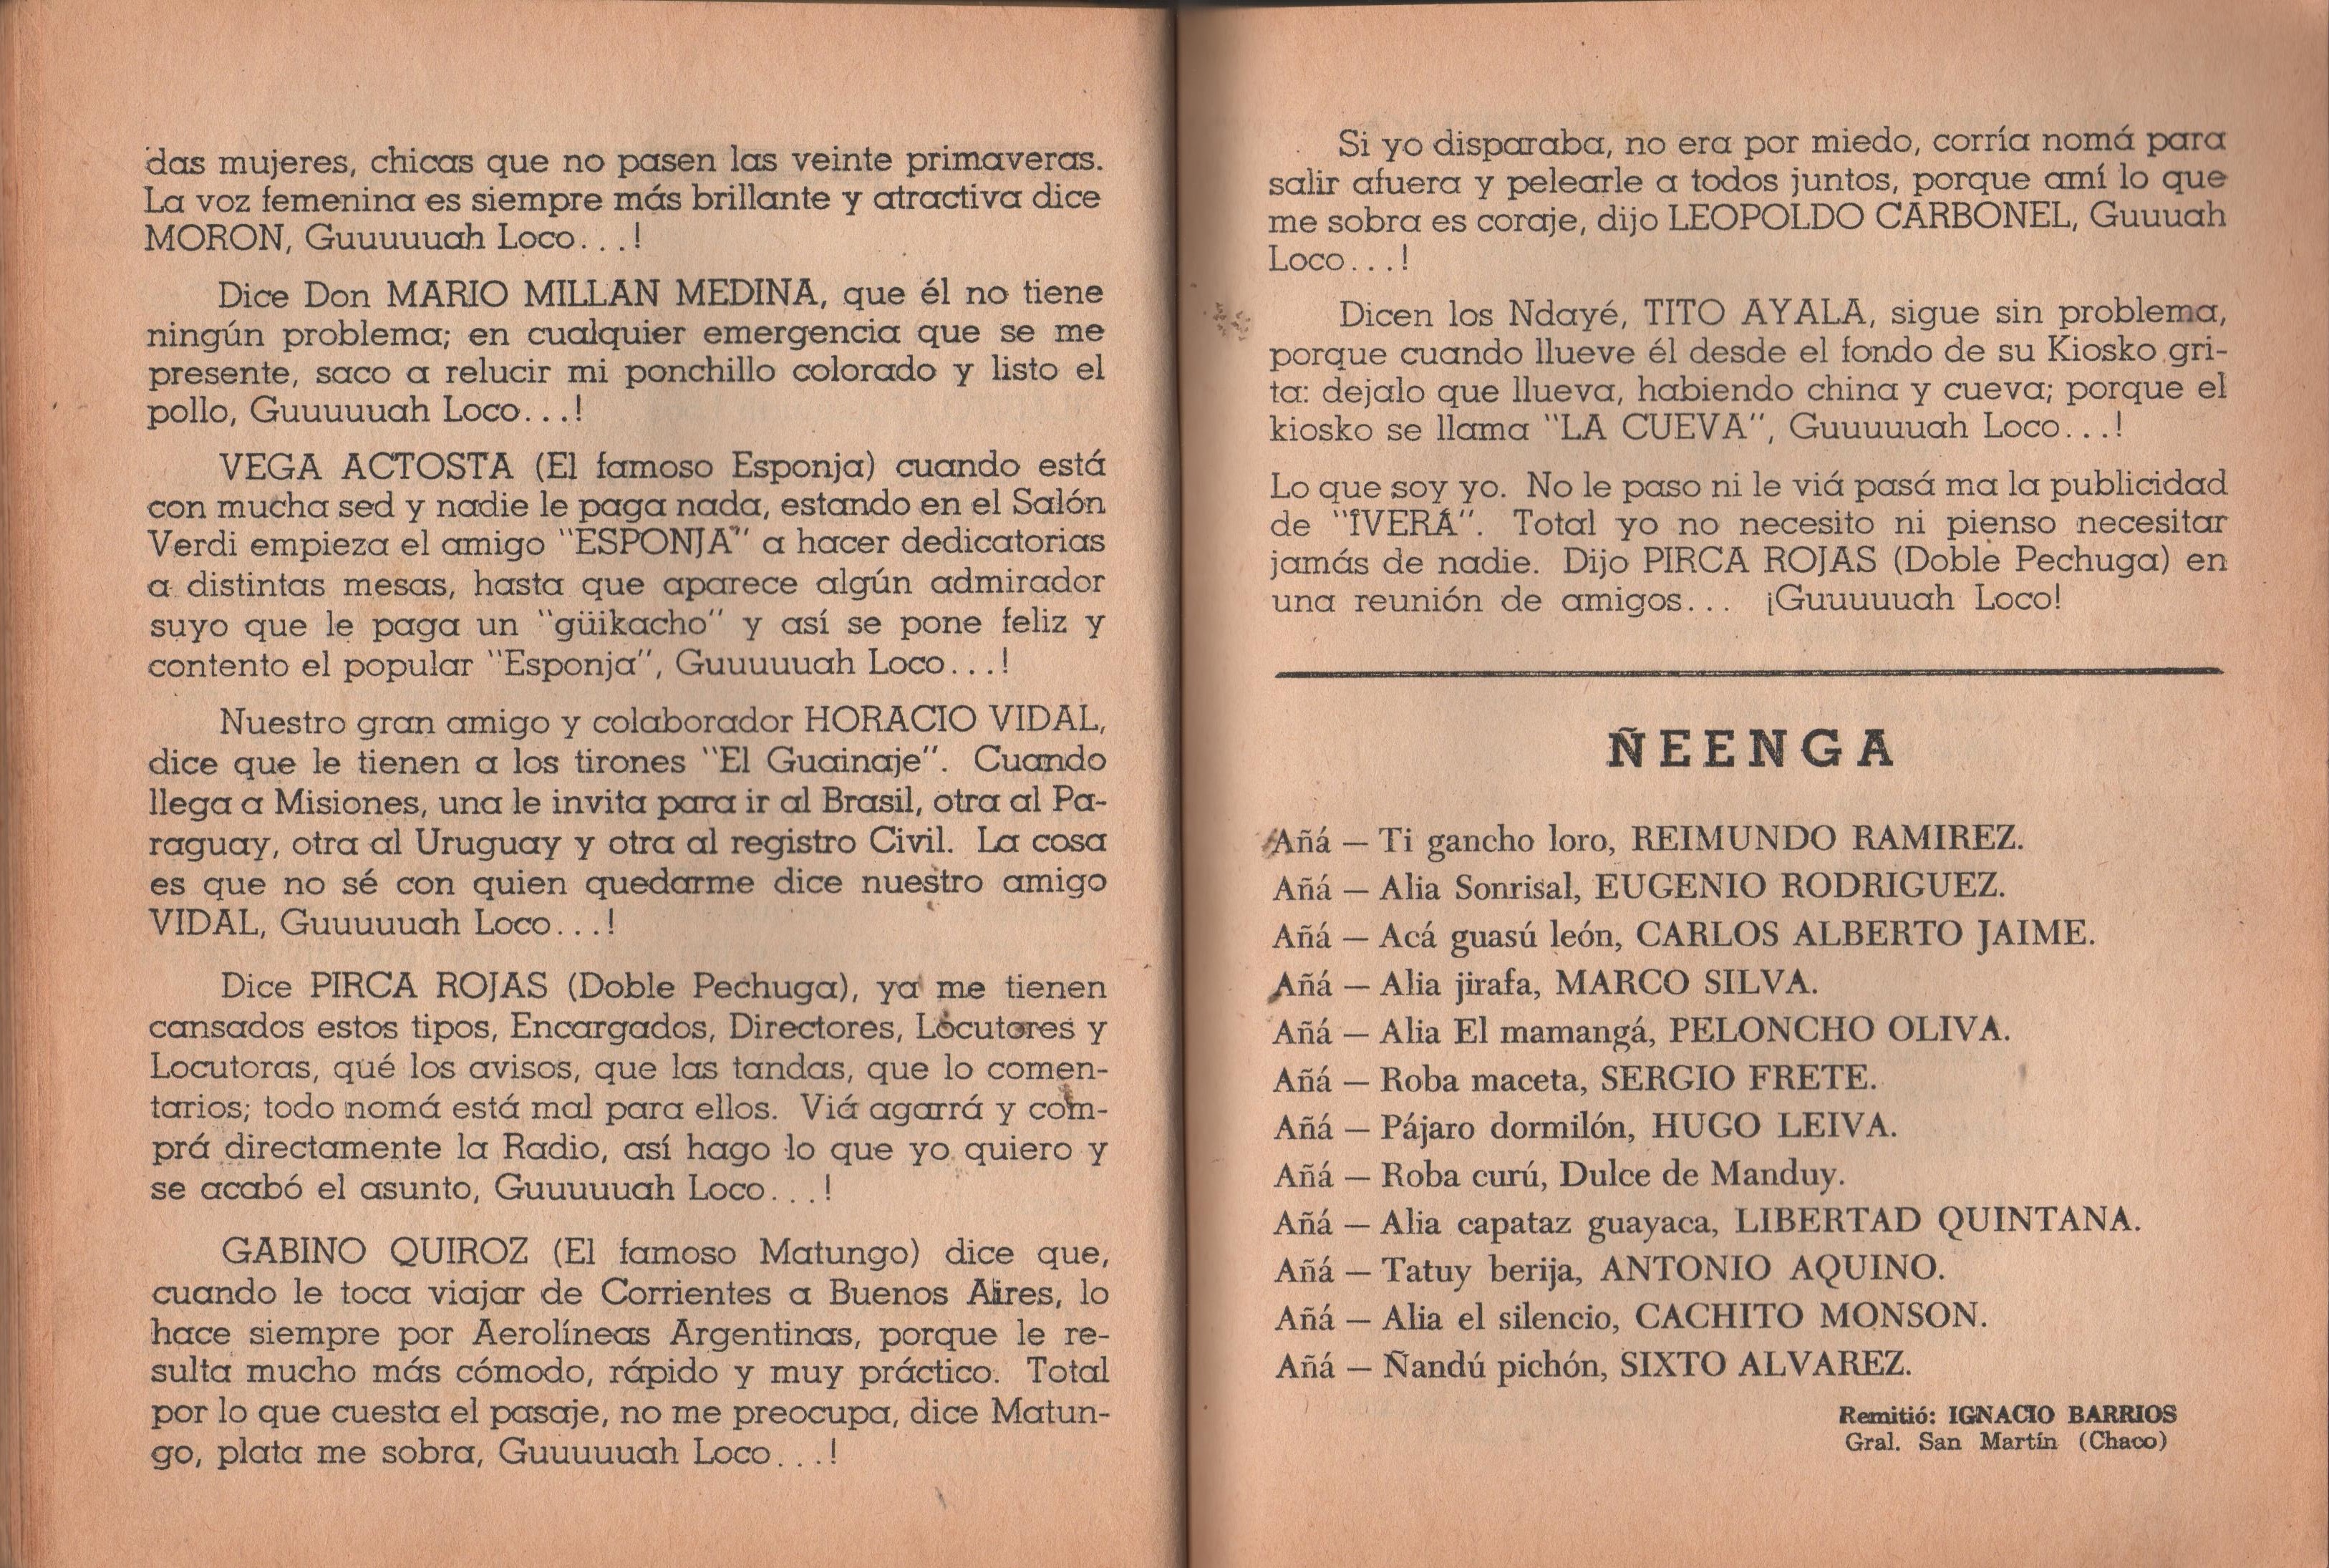 das mujeres, chicas que no pasen las veinte primaveras.
La voz femenina es siempre más brillante y atractiva dice
MORON, Guuuuuah Loco...!
Dice Don MARIO MILLAN MEDINA, que él no tiene
ningún problema; en cualquier emergencia que se me
presente, saco a relucir mi ponchillo colorado y listo el
pollo, Guuuuuah Loco...!
VEGA ACTOSTA (El famoso Esponja) cuando está
con mucha sed y nadie le paga nada, estando en el Salón
Verdi empieza el amigo "ESPONJA" a hacer dedicatorias
a distintas mesas, hasta que aparece algún admirador
suyo que le paga un "güikacho" y así se pone feliz y
contento el popular "Esponja", Guuuuuah Loco...!
Nuestro gran amigo y colaborador HORACIO VIDAL,
dice que le tienen a los tirones "El Guainaje". Cuando
llega a Misiones, una le invita para ir al Brasil, otra al Pa-
raguay, otra al Uruguay y otra al registro Civil. La cosa
es que no sé con quien quedarme dice nuestro amigo
VIDAL, Guuuuuah Loco...!
Dice PIRCA ROJAS (Doble Pechuga), ya me tienen
cansados estos tipos, Encargados, Directores, Locutores y
Locutoras, qué los avisos, que las tandas, que lo comen-
tarios; todo nomá está mal para ellos. Viá agarrá y com-
prá directamente la Radio, así hago lo que yo quiero y
se acabó el asunto, Guuuuuah Loco...!
GABINO QUIROZ (El famoso Matungo) dice que,
cuando le toca viajar de Corrientes a Buenos Aires, lo
hace siempre por Aerolíneas Argentinas, porque le re-
sulta mucho más cómodo, rápido y muy práctico. Total
por lo que cuesta el pasaje, no me preocupa, dice Matun-
go, plata me sobra, Guuuuuah Loco...!
Si yo disparaba, no era por miedo, corría nomá para
salir afuera y pelearle a todos juntos, porque amí lo que
me sobra es coraje, dijo LEOPOLDO CARBONEL, Guuuah
Loco...!
Dicen los Ndayé, TITO AYALA, sigue sin problema,
porque cuando llueve él desde el fondo de su Kiosko gri-
ta: dejalo que llueva, habiendo china y cueva; porque el
kiosko se llama "LA CUEVA", Guuuuuah Loco...!
Lo que soy yo. No le paso ni le viá pasá ma la publicidad
de "ÎVERÁ". Total yo no necesito ni pienso necesitar
jamás de nadie. Dijo PIRCA ROJAS (Doble Pechuga) en
una reunión de amigos... ¡Guuuuuah Loco!
ÑEENGA
Añá — Ti gancho loro, REIMUNDO RAMIREZ.
Añá — Alia Sonrisal, EUGENIO RODRIGUEZ.
Añá — Acá guasú león, CARLOS ALBERTO JAIME.
Añá — Alia jirafa, MARCO SILVA.
Añá — Alia El mamangá, PELONCHO OLIVA.
Añá — Roba maceta, SERGIO FRETE.
Añá — Pájaro dormilón, HUGO LEIVA.
Añá — Roba curú, Dulce de Manduy.
Añá — Alia capataz guayaca, LIBERTAD QUINTANA.
Añá — Tatuy berija, ANTONIO AQUINO.
Añá — Alia el silencio, CACHITO MONSON.
Añá — Ñandú pichón, SIXTO ALVAREZ.
Remitió: IGNACIO BARRIOS
Gral. San Martín (Chaco)